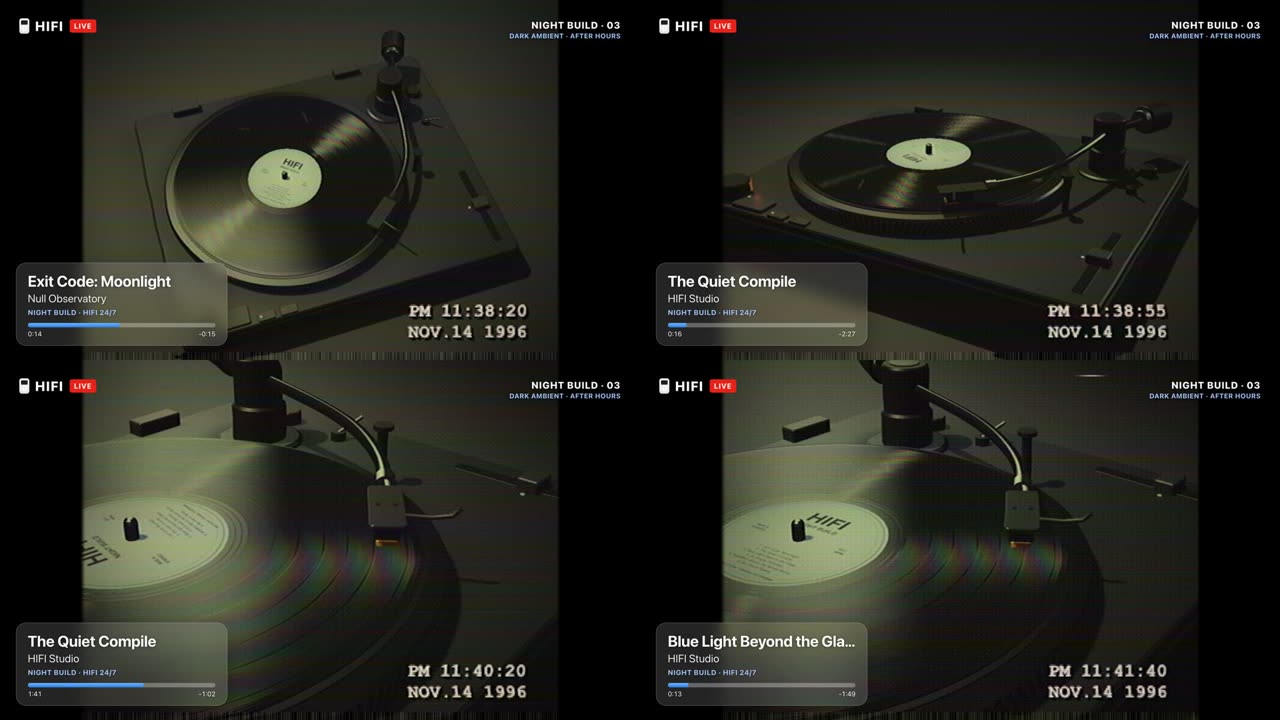 HIFI LIVE
NIGHT BUILD · 03
DARK AMBIENT · AFTER HOURS
HIFI
Exit Code: Moonlight
Null Observatory
NIGHT BUILD · HIFI 24/7
0:14 -0:15
PM 11:38:20
NOV.14 1996
HIFI LIVE
NIGHT BUILD · 03
DARK AMBIENT · AFTER HOURS
HIFI
The Quiet Compile
HIFI Studio
NIGHT BUILD · HIFI 24/7
0:16 -2:27
PM 11:38:55
NOV.14 1996
HIFI LIVE
NIGHT BUILD · 03
DARK AMBIENT · AFTER HOURS
HIFI
The Quiet Compile
HIFI Studio
NIGHT BUILD · HIFI 24/7
1:41 -1:02
PM 11:40:20
NOV.14 1996
HIFI LIVE
NIGHT BUILD · 03
DARK AMBIENT · AFTER HOURS
HIFI
Blue Light Beyond the Gla...
HIFI Studio
NIGHT BUILD · HIFI 24/7
0:13 -1:49
PM 11:41:40
NOV.14 1996